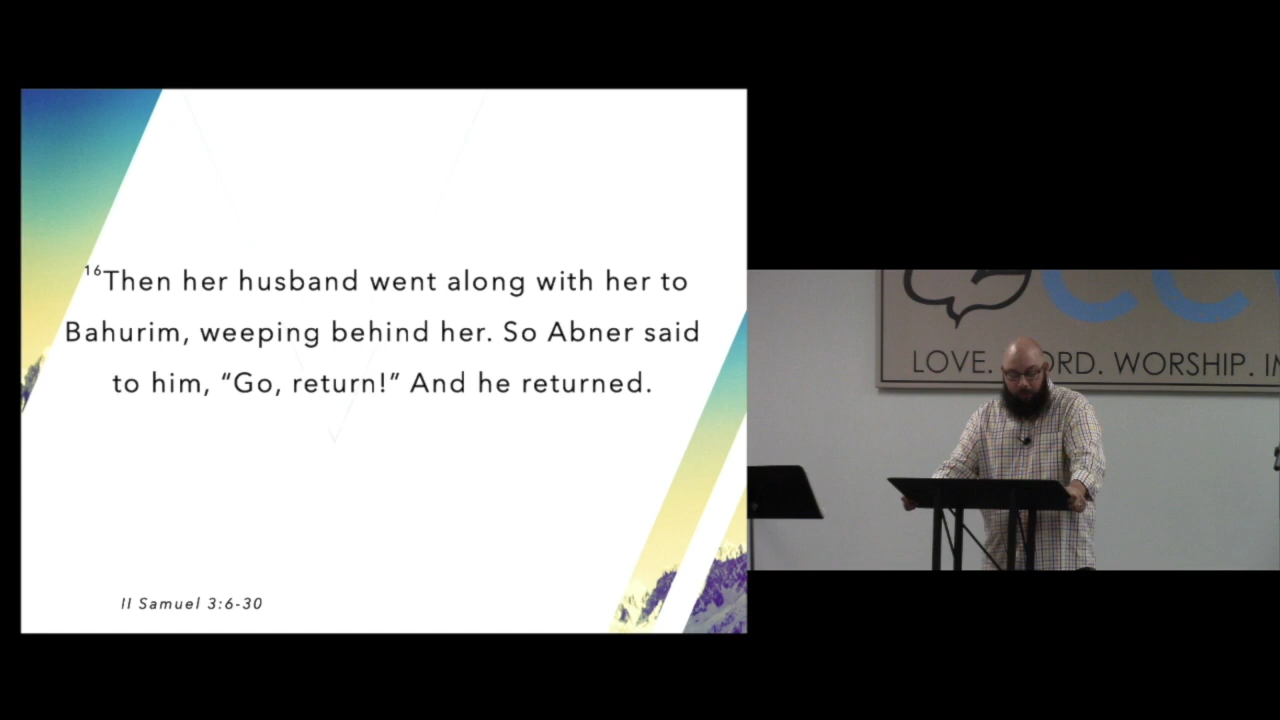 16Then her husband went along with her to
Bahurim, weeping behind her. So Abner said
to him, “Go, return!” And he returned.
II Samuel 3:6-30
LOVE. WORSHIP.